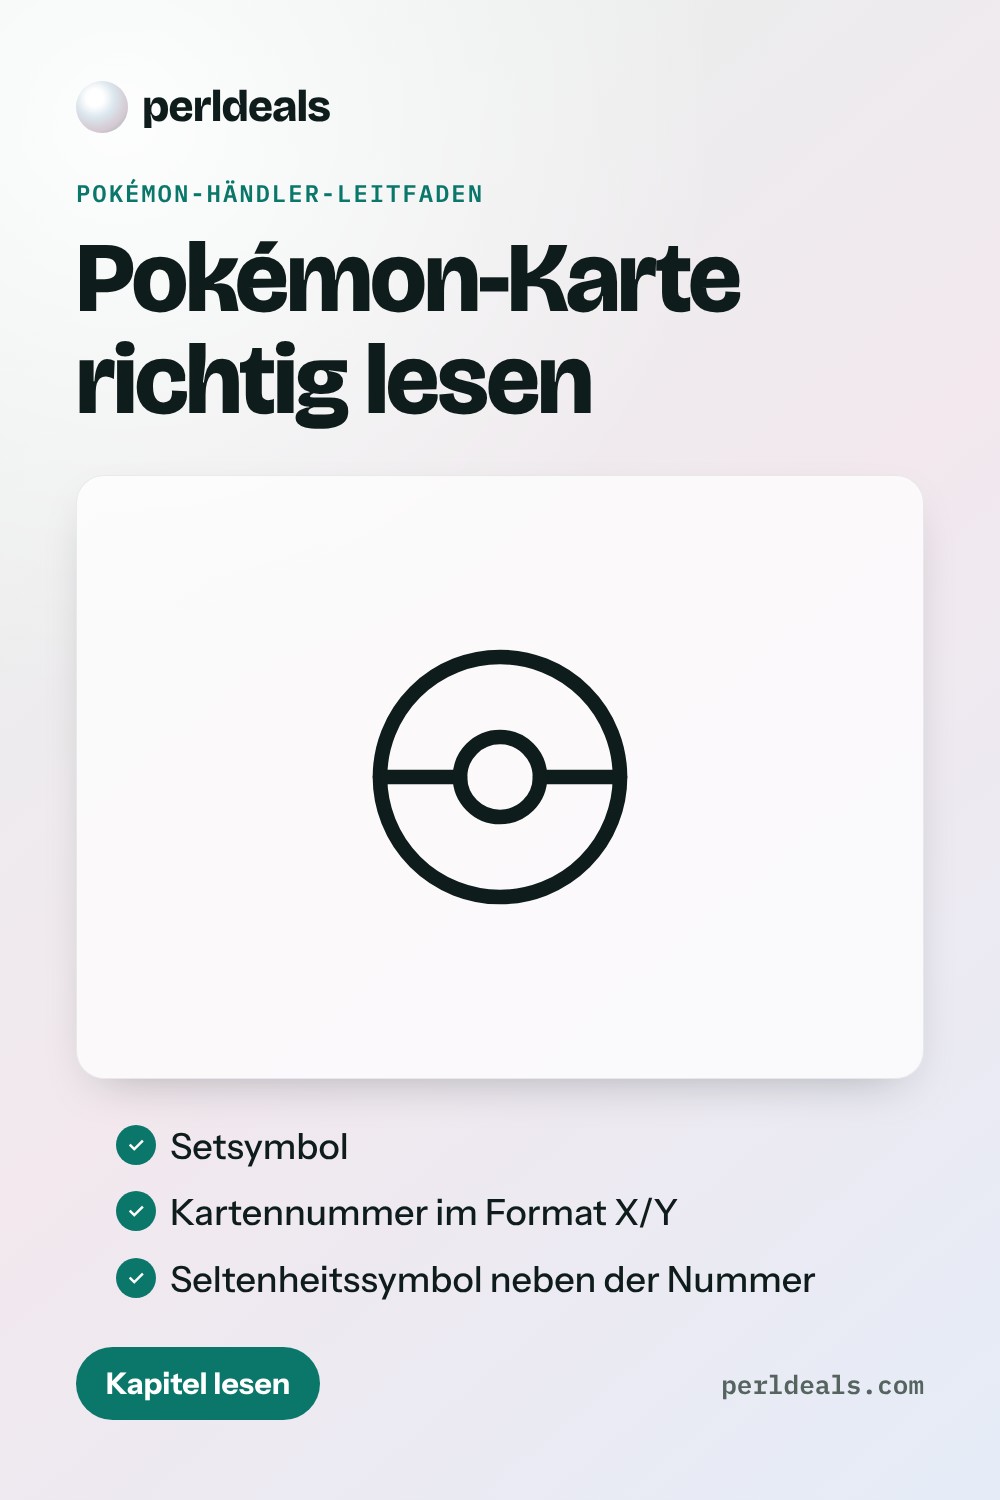 perldeals
POKÉMON-HÄNDLER-LEITFADEN
Pokémon-Karte
richtig lesen
Setsymbol
Kartennummer im Format X/Y
Seltenheitssymbol neben der Nummer
Kapitel lesen
perldeals.com